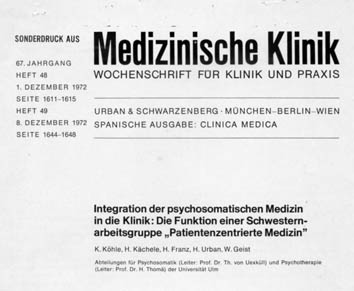 SONDERDRUCK AUS
Medizinische Klinik
67. JAHRGANG
HEFT 48
WOCHENSCHRIFT FÜR KLINIK UND PRAXIS
1. DEZEMBER 1972
SEITE 1611–1615
HEFT 49
URBAN & SCHWARZENBERG · MÜNCHEN–BERLIN–WIEN
8. DEZEMBER 1972
SPANISCHE AUSGABE: CLINICA MEDICA
SEITE 1644–1648
Integration der psychosomatischen Medizin
in die Klinik: Die Funktion einer Schwestern-
arbeitsgruppe „Patientenzentrierte Medizin”
K. Köhle, H. Kächele, H. Franz, H. Urban, W. Geist
Abteilungen für Psychosomatik (Leiter: Prof. Dr. Th. von Uexküll) und Psychotherapie
(Leiter: Prof. Dr. H. Thomä) der Universität Ulm